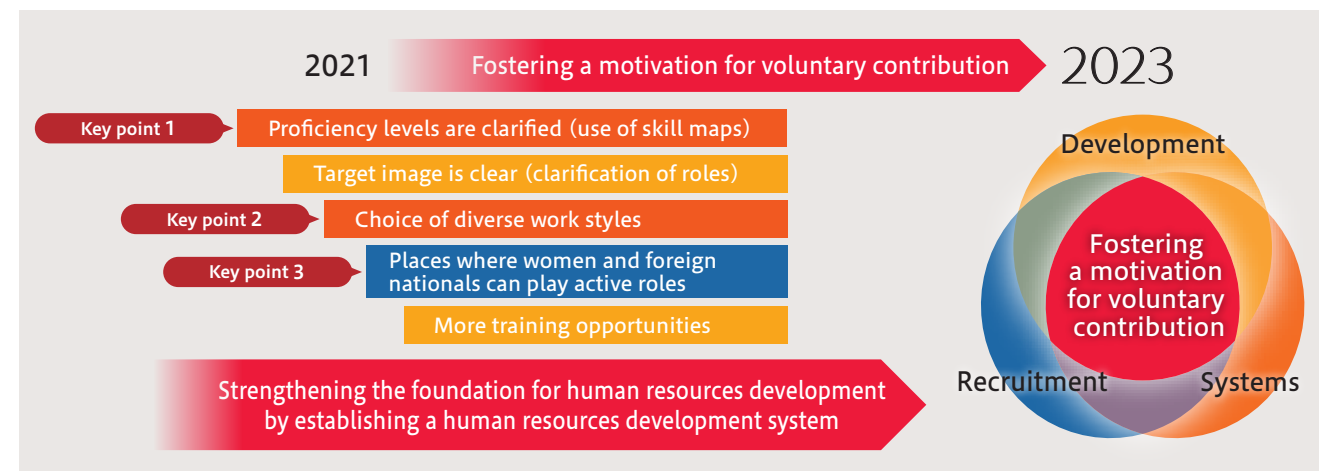 2021
Fostering a motivation for voluntary contribution
2023
Key point 1
Proficiency levels are clarified (use of skill maps)
Target image is clear (clarification of roles)
Key point 2
Choice of diverse work styles
Key point 3
Places where women and foreign
nationals can play active roles
More training opportunities
Strengthening the foundation for human resources development
by establishing a human resources development system
Development
Fostering
a motivation
for voluntary
contribution
Recruitment
Systems